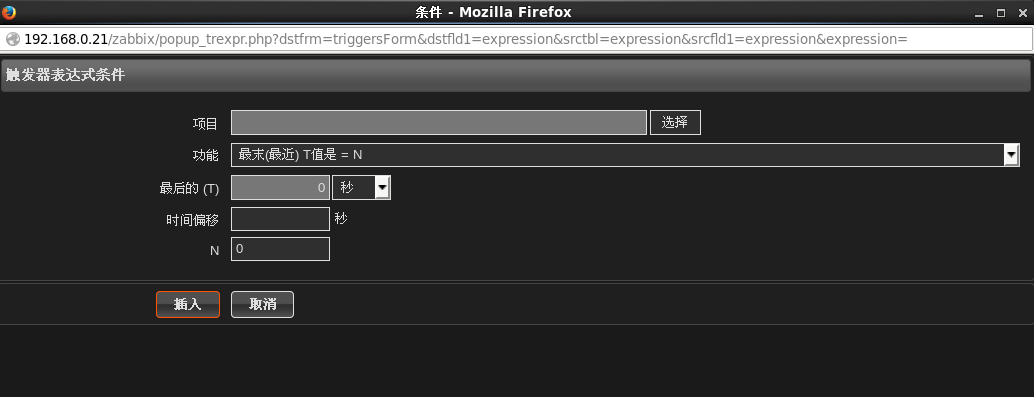 条件 - Mozilla Firefox
192.168.0.21/zabbix/popup_trexpr.php?dstfrm=triggersForm&dstfld1=expression&srctbl=expression&srcfld1=expression&expression=
触发器表达式条件
项目 选择
功能 最末(最近) T值是 = N
最后的 (T) 0 秒
时间偏移 秒
N 0
插入 取消